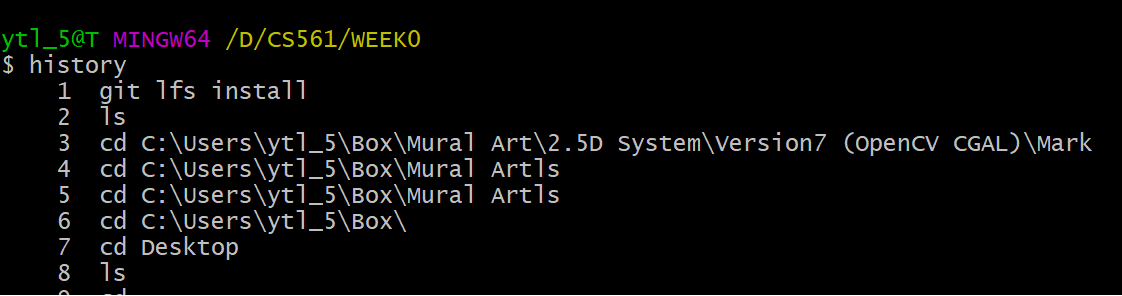 ytl_5@T MINGW64 /D/CS561/WEEK0
$ history
1 git lfs install
2 ls
3 cd C:\Users\ytl_5\Box\Mural Art\2.5D System\Version7 (OpenCV CGAL)\Mark
4 cd C:\Users\ytl_5\Box\Mural Artls
5 cd C:\Users\ytl_5\Box\Mural Artls
6 cd C:\Users\ytl_5\Box\
7 cd Desktop
8 ls